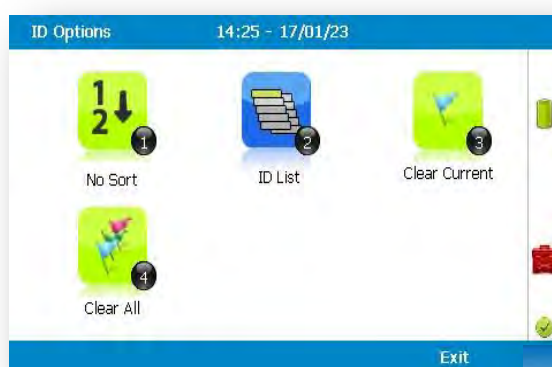 ID Options 14:25 - 17/01/23
1 2
1 2 3
No Sort ID List Clear Current
4
Clear All
Exit